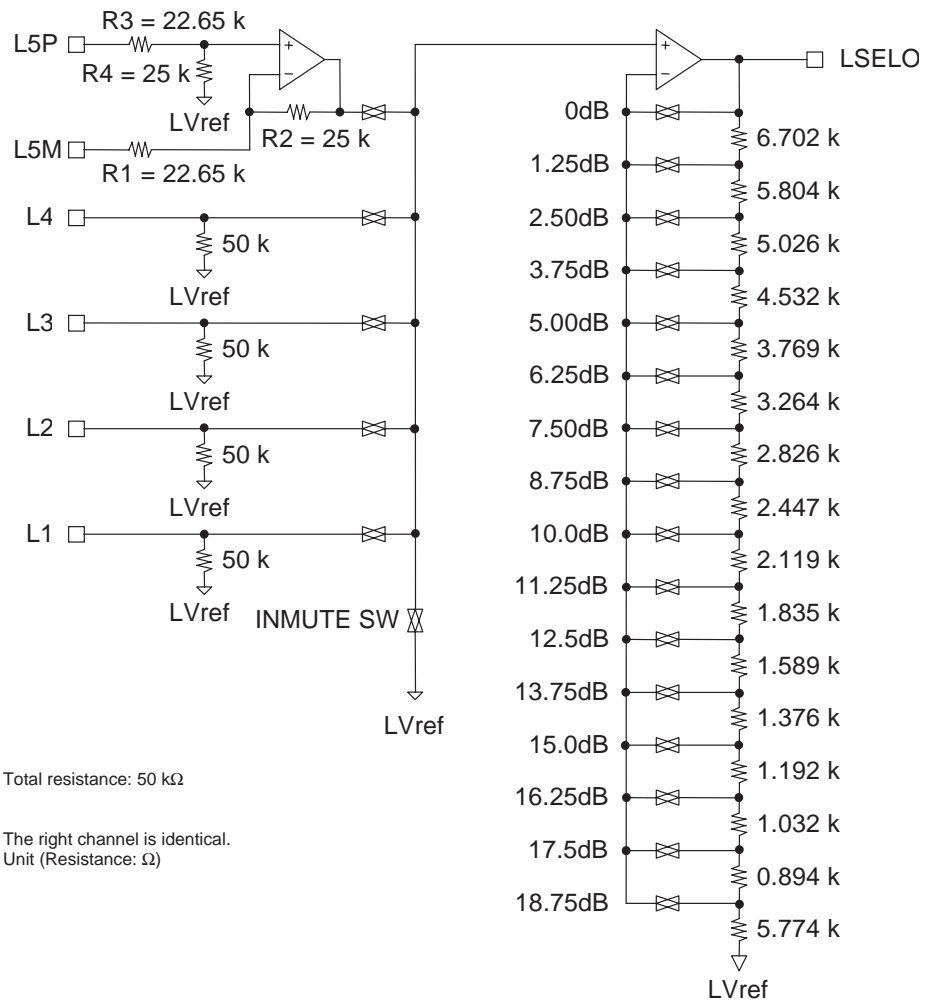 R3 = 22.65 k
L5P
LSELO
R4 = 25 k
LVref
0dB
R2 = 25 k
6.702 k
L5M
R1 = 22.65 k
1.25dB
5.804 k
L4
2.50dB
50 k
5.026 k
LVref
3.75dB
4.532 k
L3
5.00dB
50 k
3.769 k
LVref
6.25dB
3.264 k
L2
7.50dB
50 k
2.826 k
LVref
8.75dB
2.447 k
L1
10.0dB
50 k
2.119 k
LVref
11.25dB
INMUTE SW
1.835 k
12.5dB
1.589 k
13.75dB
LVref
1.376 k
15.0dB
Total resistance: 50 kΩ
1.192 k
16.25dB
1.032 k
The right channel is identical.
Unit (Resistance: Ω)
17.5dB
0.894 k
18.75dB
5.774 k
LVref